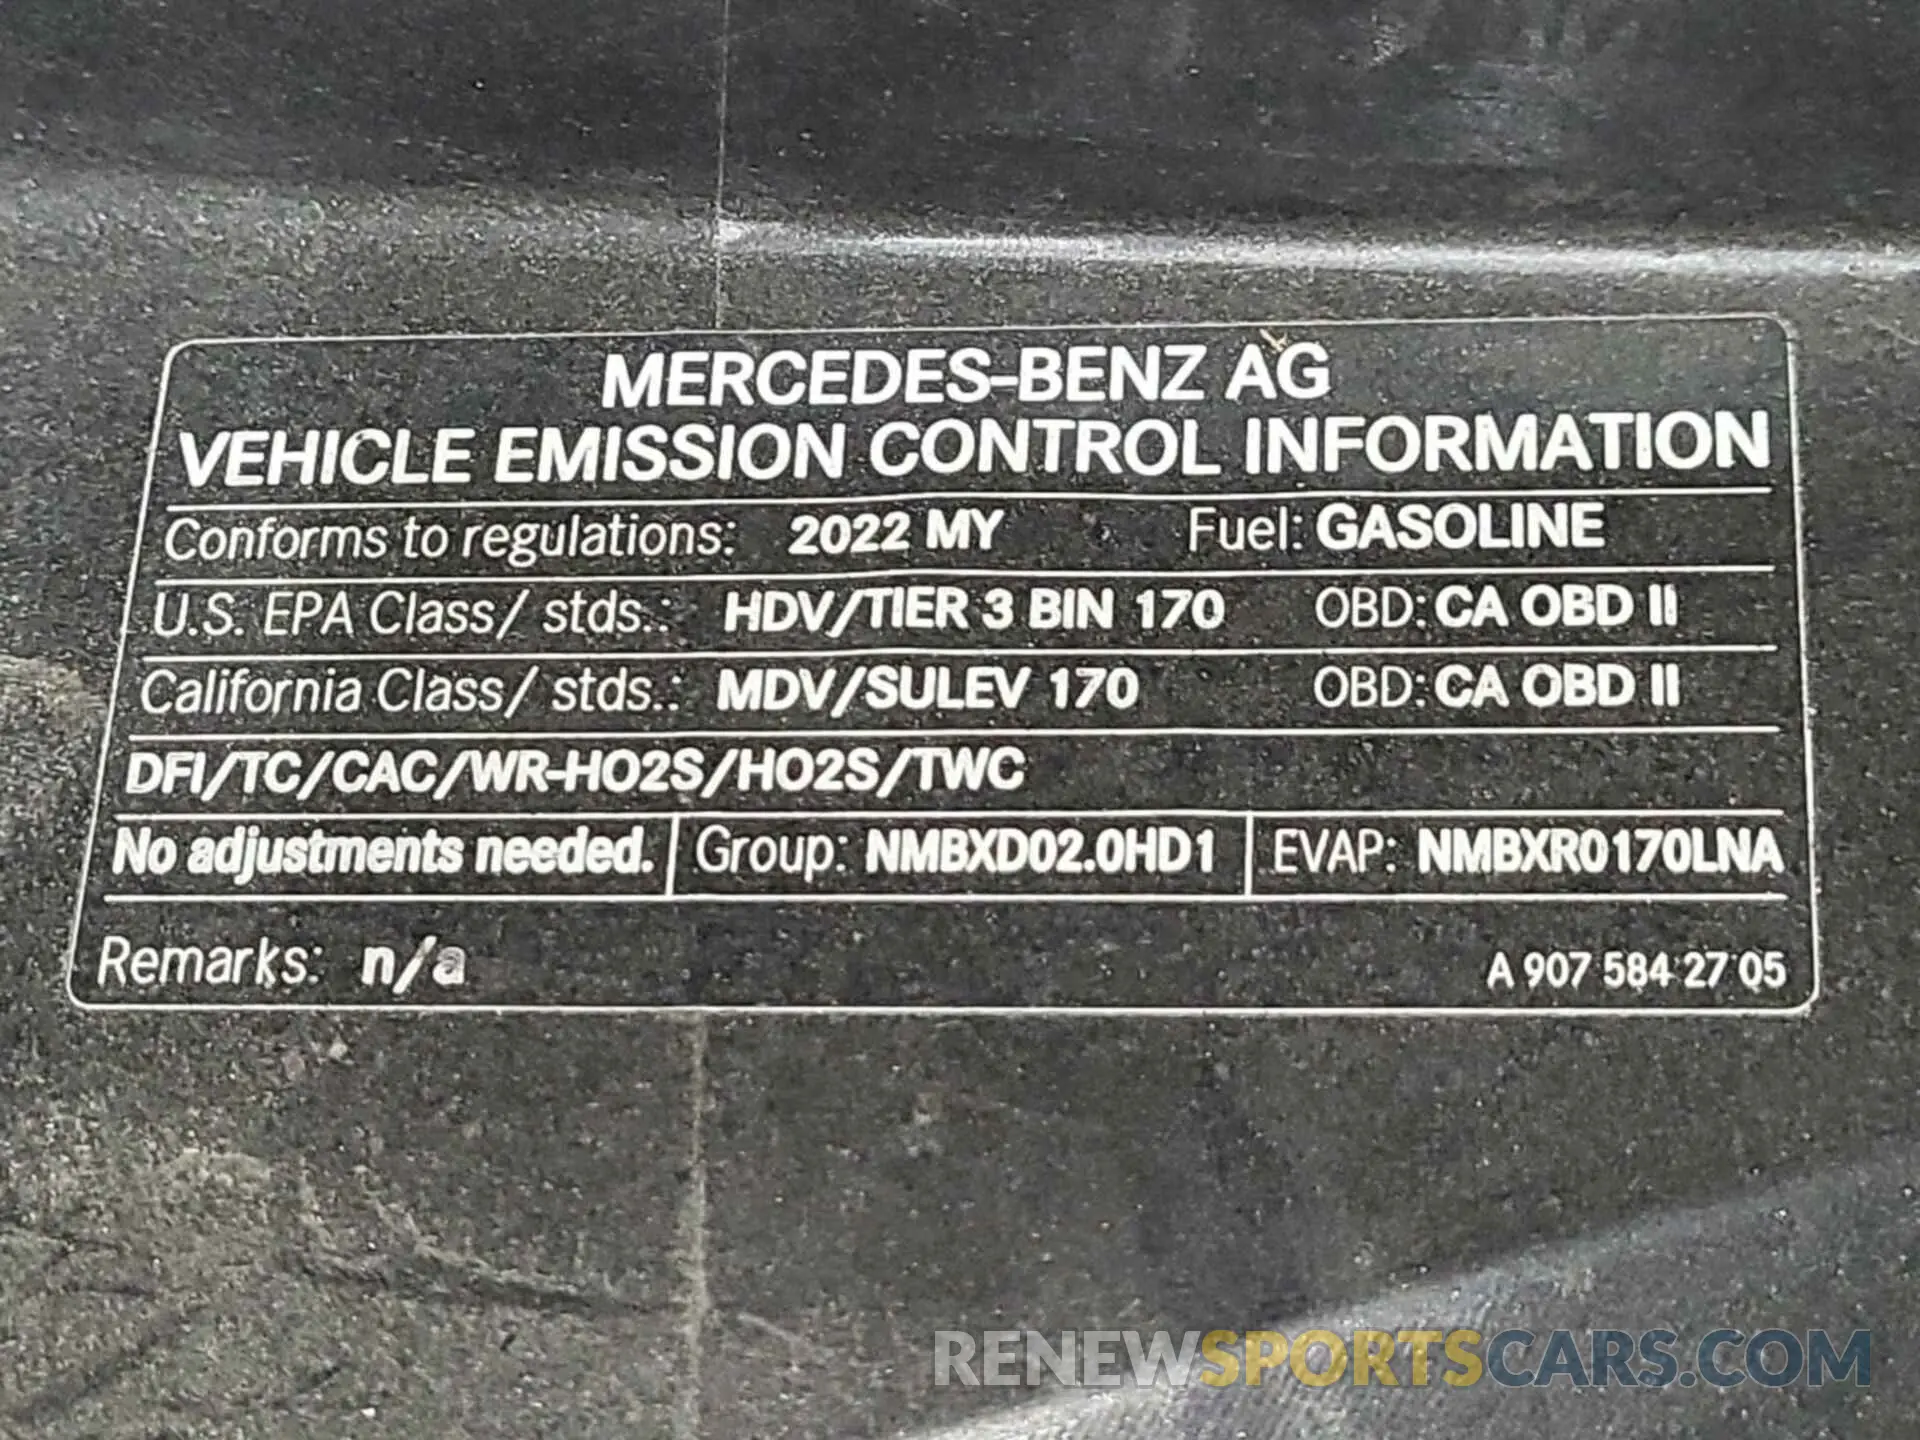 MERCEDES-BENZ AG
VEHICLE EMISSION CONTROL INFORMATION
Conforms to regulations: 2022 MY Fuel: GASOLINE
U.S. EPA Class/ stds.: HDV/TIER 3 BIN 170 OBD: CA OBD II
California Class/ stds.: MDV/SULEV 170 OBD: CA OBD II
DFI/TC/CAC/WR-HO2S/HO2S/TWC
No adjustments needed. Group: NMBXD02.0HD1 EVAP: NMBXR0170LNA
Remarks: n/a A 907 584 27 05
RENEWSPORTSCARS.COM